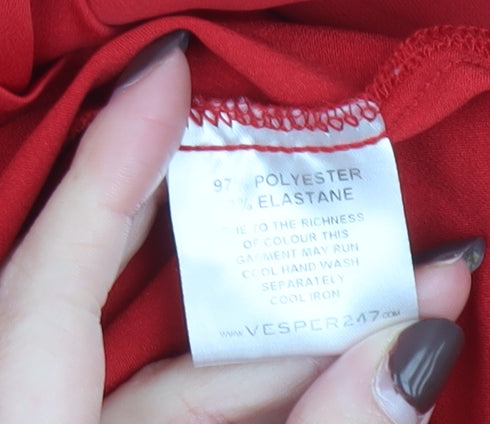 97% POLYESTER
% ELASTANE
DUE TO THE RICHNESS
OF COLOUR THIS
GARMENT MAY RUN
COOL HAND WASH
SEPARATELY
COOL IRON
www.VESPER247.com